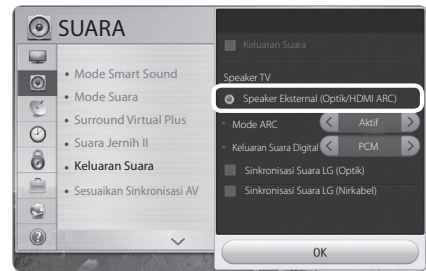 SUARA
Mode Smart Sound
Mode Suara
Surround Virtual Plus
Suara Jernih II
Keluaran Suara
Sesuaikan Sinkronisasi AV
Keluaran Suara
Speaker TV
Speaker Eksternal (Optik/HDMI ARC)
Mode ARC Aktif
Keluaran Suara Digital PCM
Sinkronisasi Suara LG (Optik)
Sinkronisasi Suara LG (Nirkabel)
OK